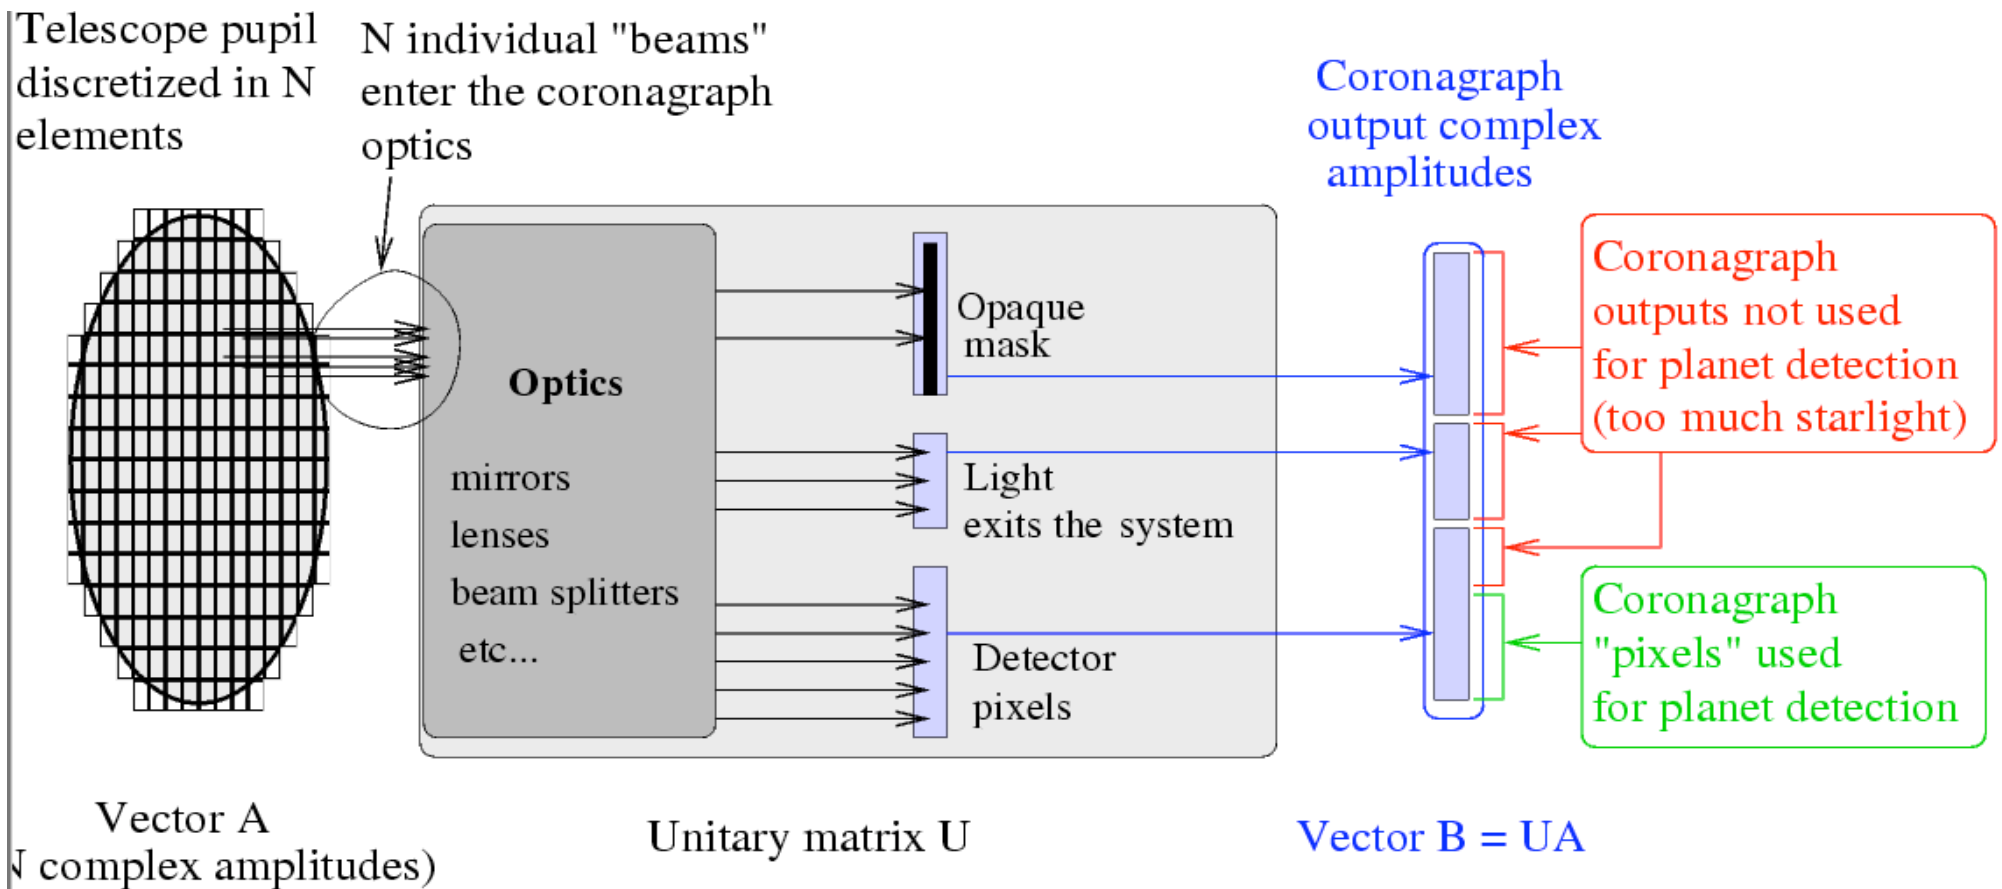 Telescope pupil
discretized in N
elements
N individual "beams"
enter the coronagraph
optics
Coronagraph
output complex
amplitudes
Optics
mirrors
lenses
beam splitters
etc...
Opaque
mask
Light
exits the system
Detector
pixels
Coronagraph
outputs not used
for planet detection
(too much starlight)
Coronagraph
"pixels" used
for planet detection
Vector A
N complex amplitudes)
Unitary matrix U
Vector B = UA